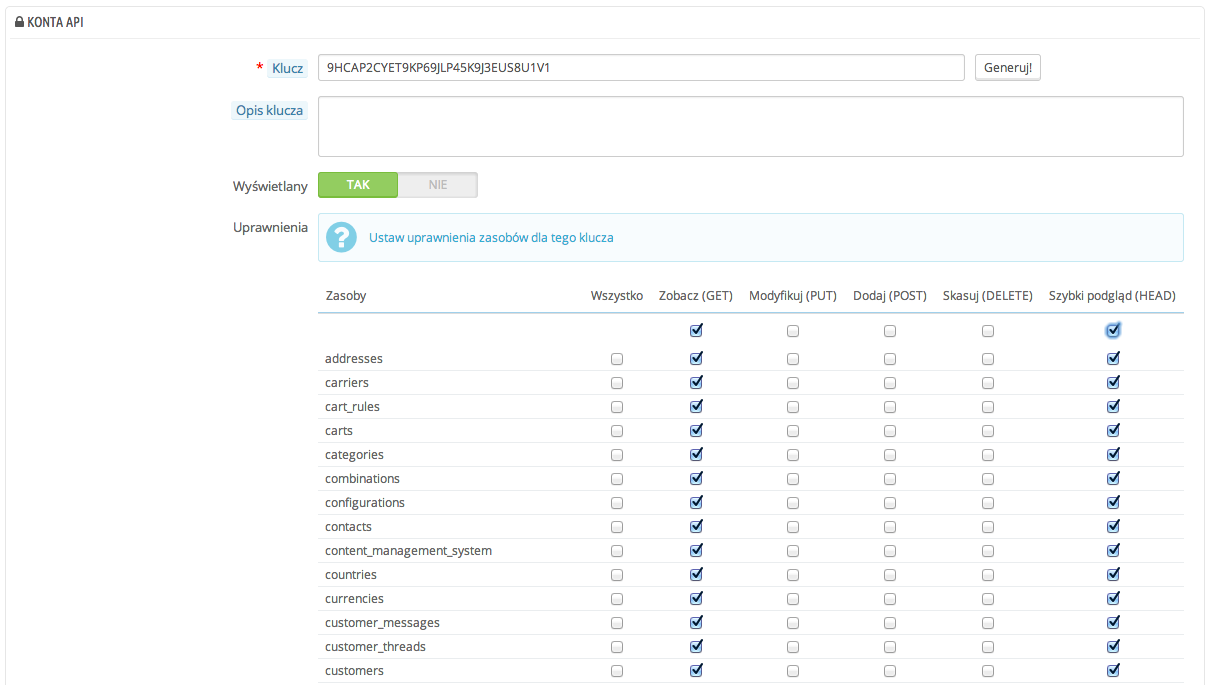 KONTA API
* Klucz 9HCAP2CYET9KP69JLP45K9J3EUS8U1V1 Generuj!
Opis klucza
Wyświetlany TAK NIE
Uprawnienia ? Ustaw uprawnienia zasobów dla tego klucza
Zasoby Wszystko Zobacz (GET) Modyfikuj (PUT) Dodaj (POST) Skasuj (DELETE) Szybki podgląd (HEAD)
addresses
carriers
cart_rules
carts
categories
combinations
configurations
contacts
content_management_system
countries
currencies
customer_messages
customer_threads
customers